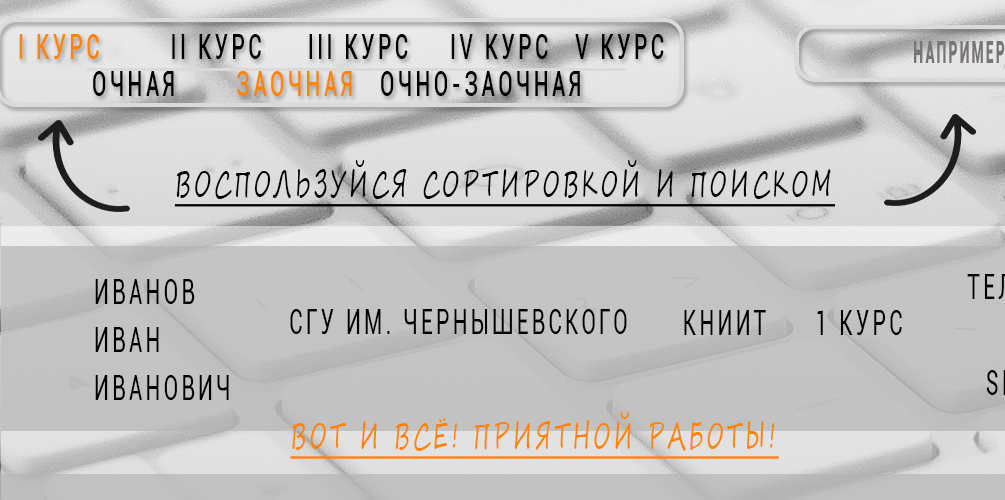 I КУРС II КУРС III КУРС IV КУРС V КУРС
ОЧНАЯ ЗАОЧНАЯ ОЧНО-ЗАОЧНАЯ
НАПРИМЕР,
ВОСПОЛЬЗУЙСЯ СОРТИРОВКОЙ И ПОИСКОМ
ИВАНОВ
ИВАН
ИВАНОВИЧ
СГУ ИМ. ЧЕРНЫШЕВСКОГО КНИИТ 1 КУРС
ВОТ И ВСЁ! ПРИЯТНОЙ РАБОТЫ!